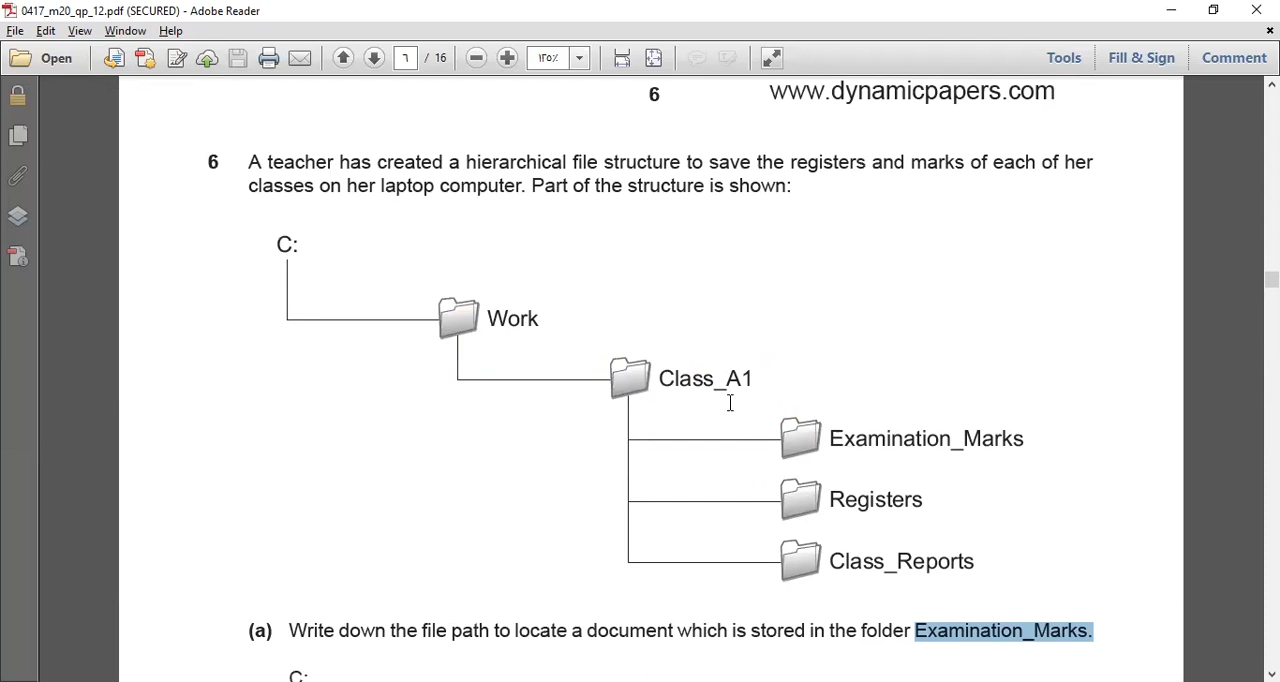 0417_m20_qp_12.pdf (SECURED) - Adobe Reader
File Edit View Window Help
Open ٦ / 16 ١٣٥٪ Tools Fill & Sign Comment
6 www.dynamicpapers.com
6 A teacher has created a hierarchical file structure to save the registers and marks of each of her
classes on her laptop computer. Part of the structure is shown:
C:
Work
Class_A1
Examination_Marks
Registers
Class_Reports
(a) Write down the file path to locate a document which is stored in the folder Examination_Marks.
C: